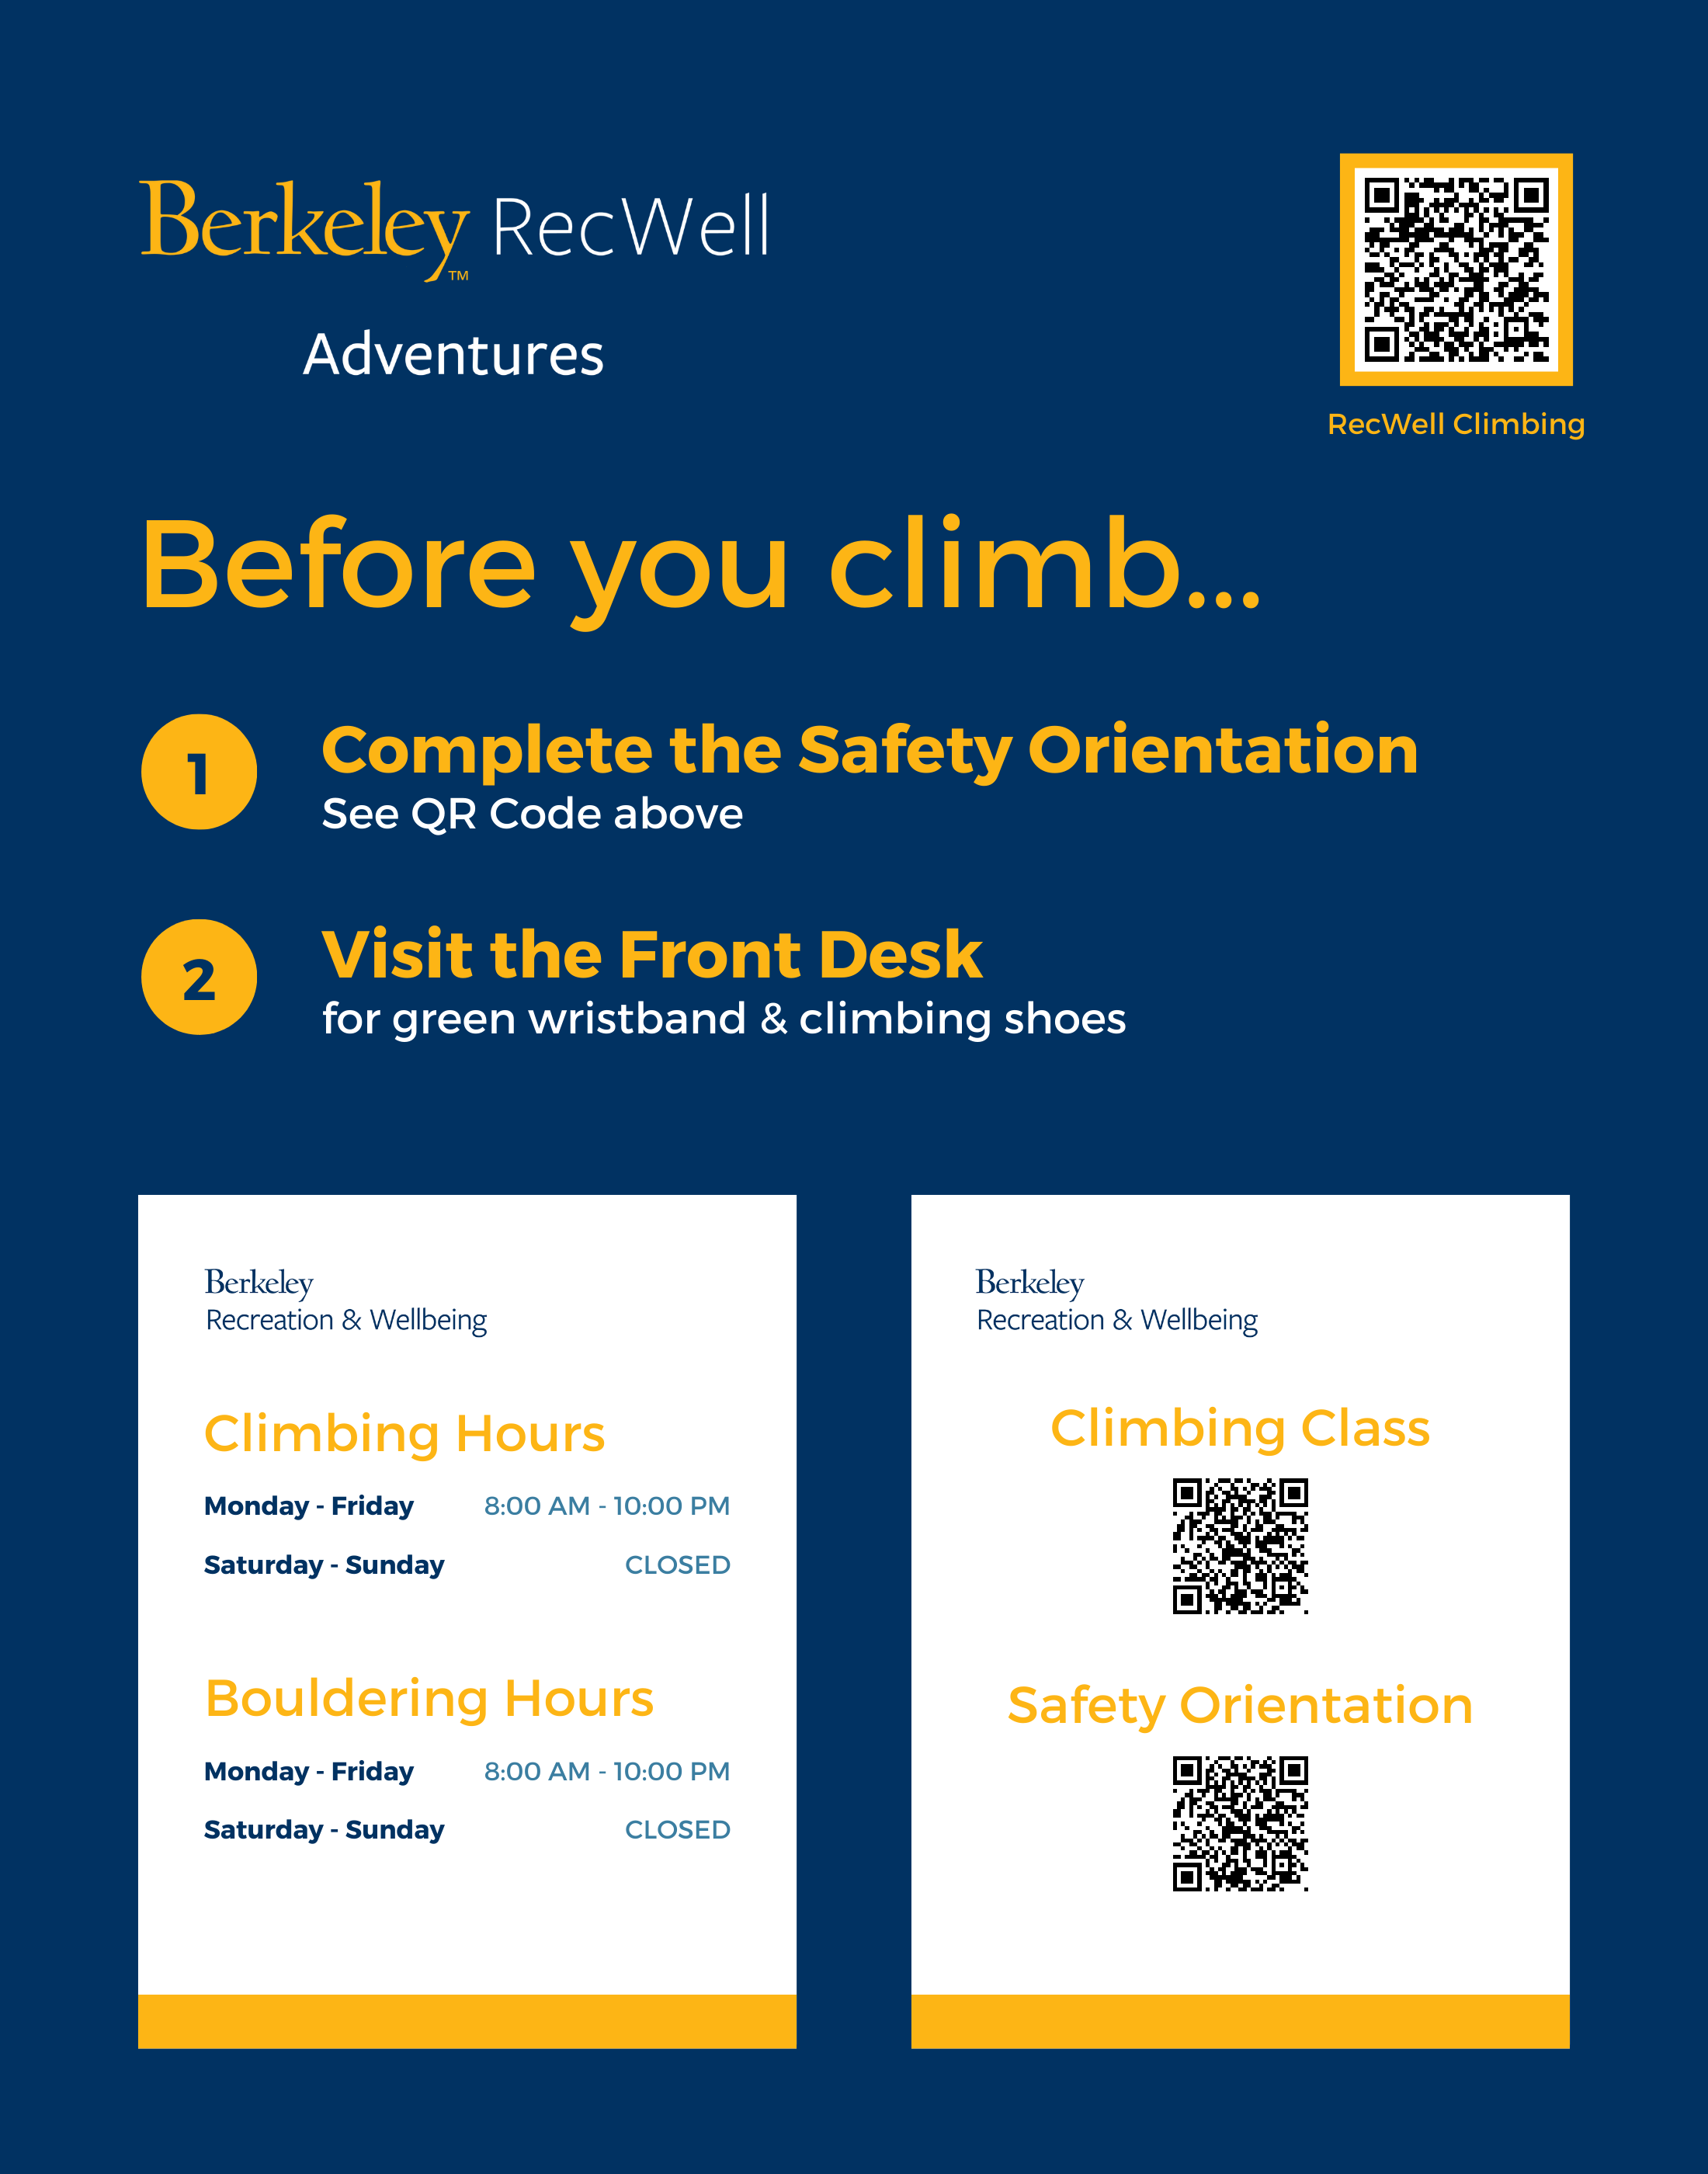 Berkeley RecWell
TM
Adventures
RecWell Climbing
Before you climb...
1
Complete the Safety Orientation
See QR Code above
2
Visit the Front Desk
for green wristband & climbing shoes
Berkeley
Recreation & Wellbeing
Climbing Hours
Monday - Friday 8:00 AM - 10:00 PM
Saturday - Sunday CLOSED
Bouldering Hours
Monday - Friday 8:00 AM - 10:00 PM
Saturday - Sunday CLOSED
Berkeley
Recreation & Wellbeing
Climbing Class
Safety Orientation